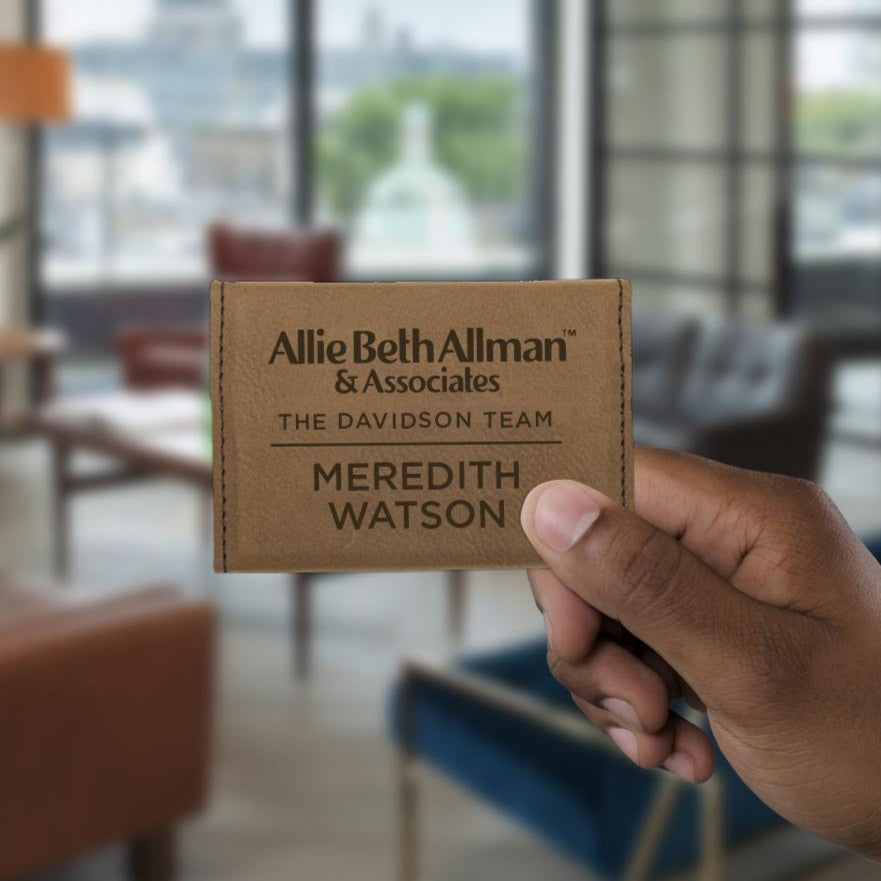 Allie Beth Allman™
& Associates
THE DAVIDSON TEAM
MEREDITH
WATSON